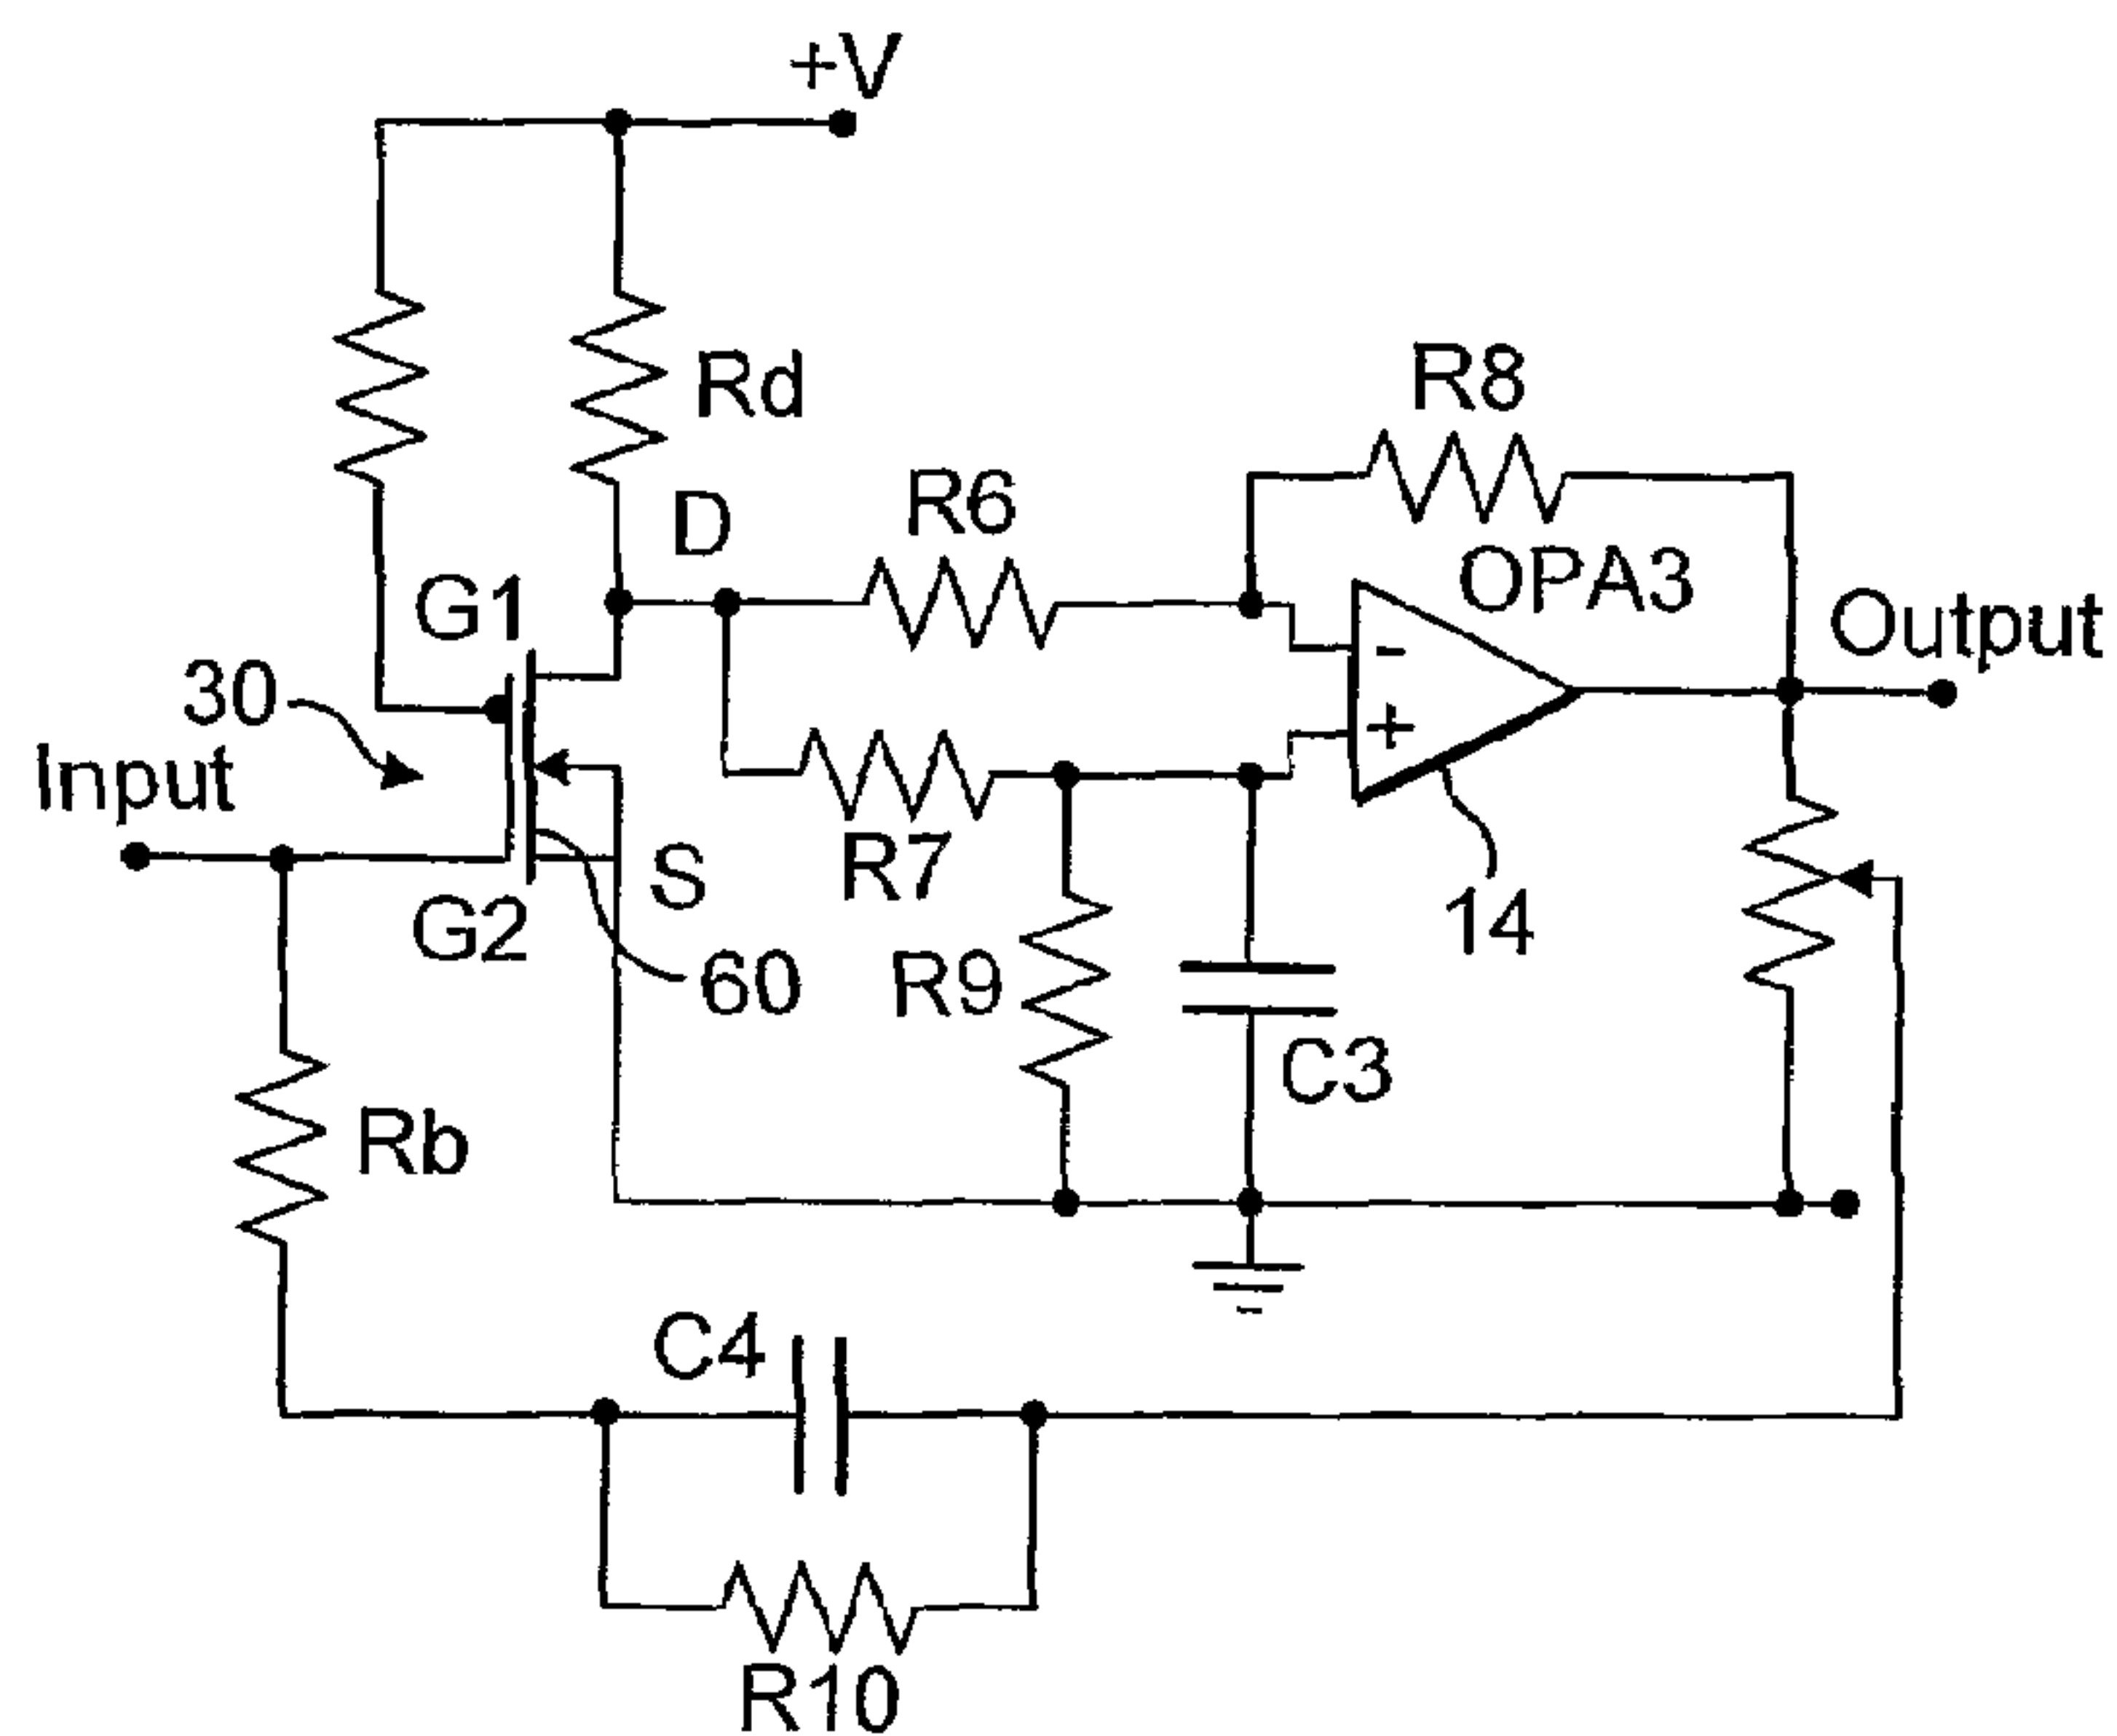 +V
Rd
R8
D
R6
OPA3
G1
Output
30
-
+
Input
R7
S
14
G2
60
R9
C3
Rb
C4
R10